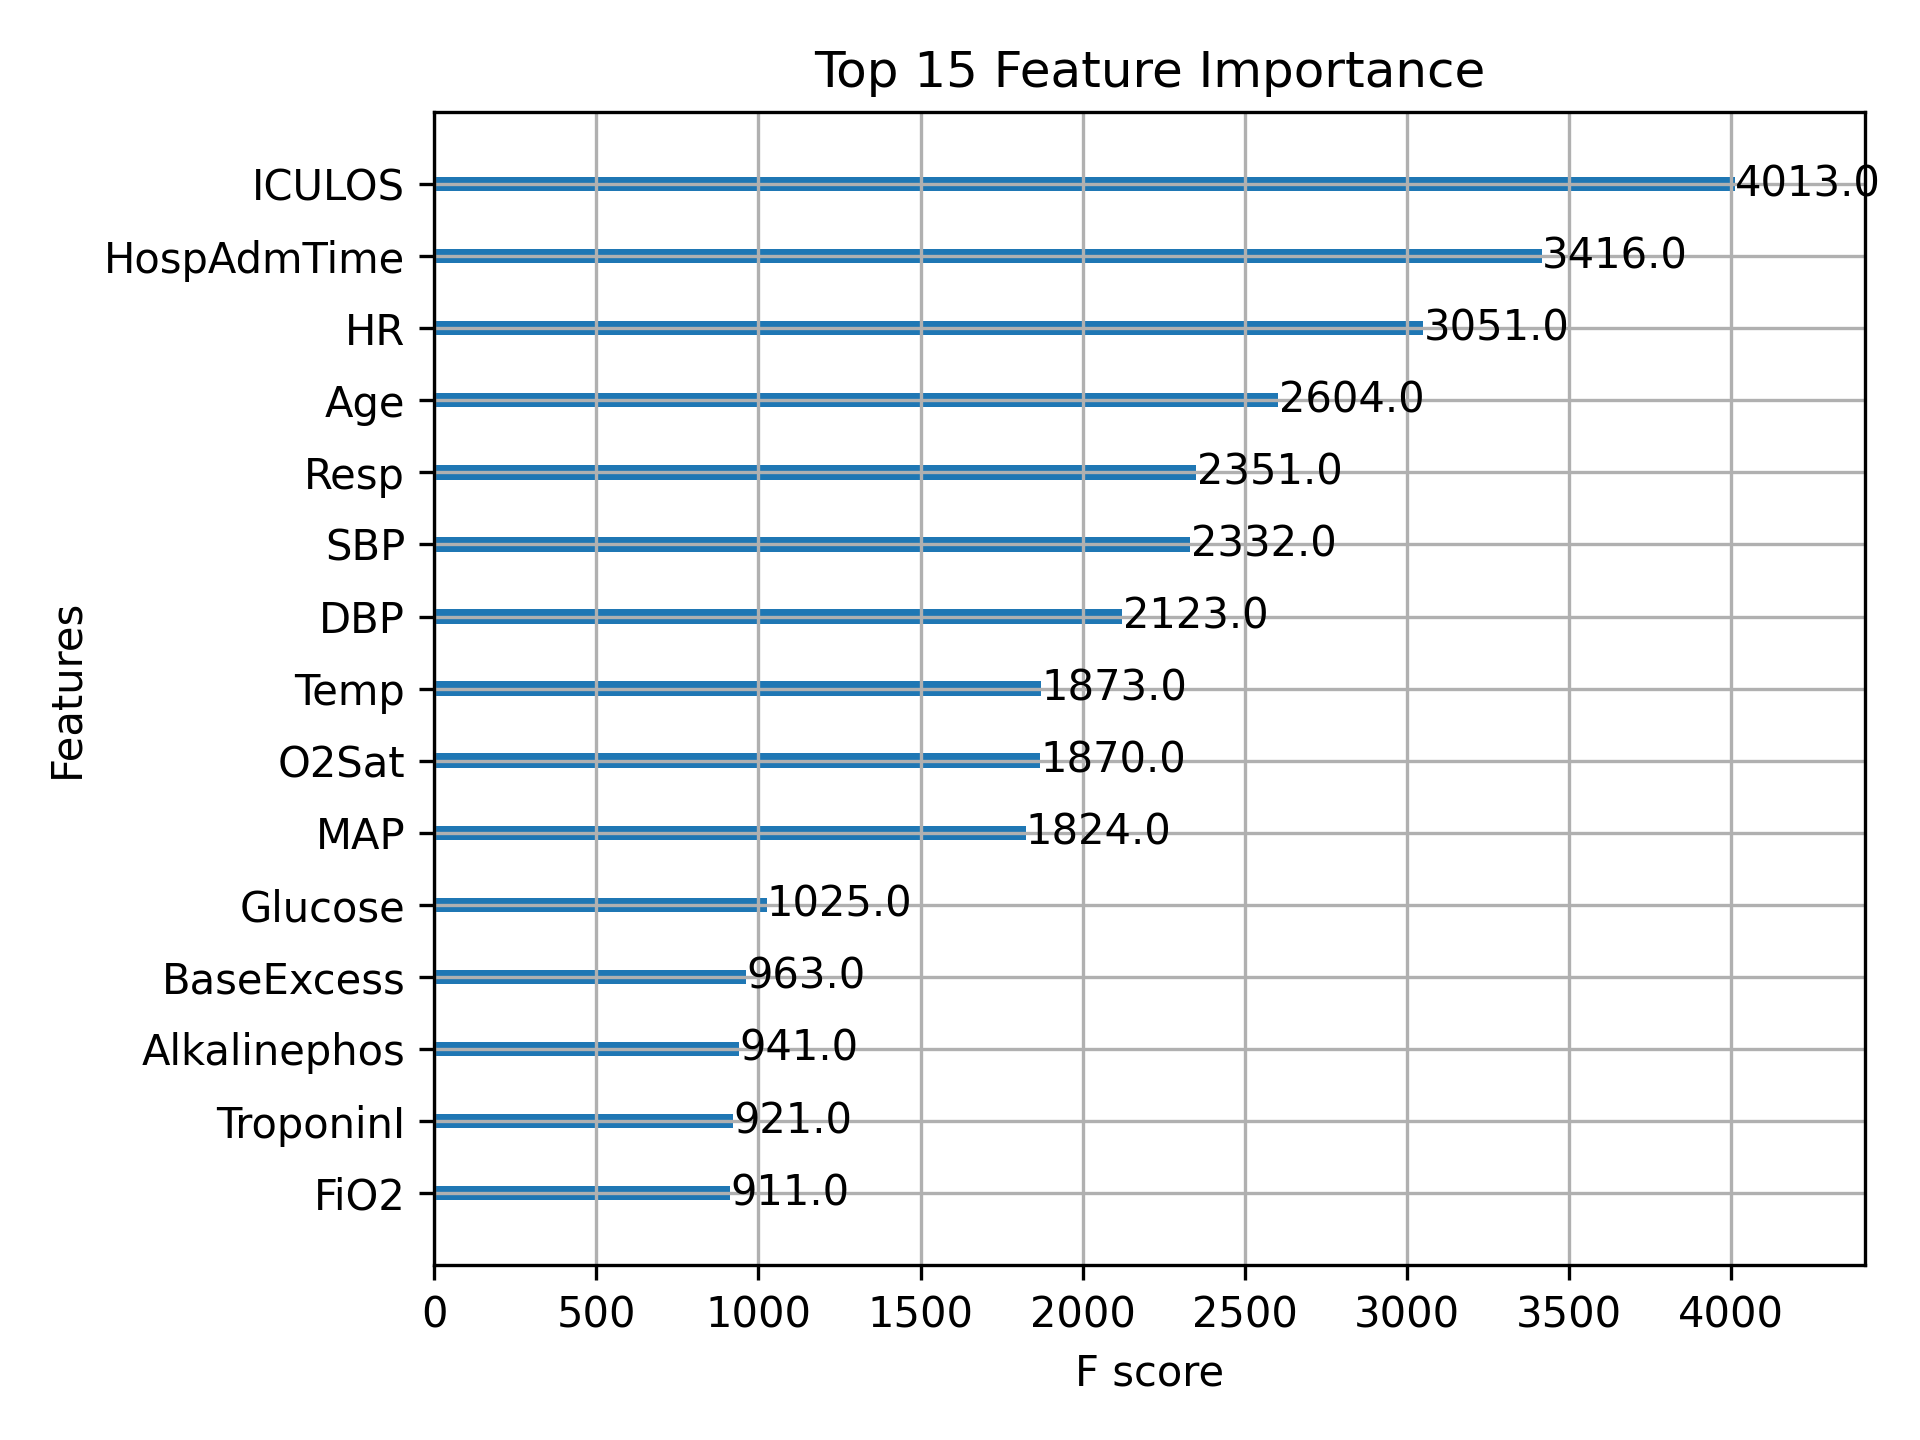 Top 15 Feature Importance
ICULOS 4013.0
HospAdmTime 3416.0
HR 3051.0
Age 2604.0
Resp 2351.0
SBP 2332.0
DBP 2123.0
Temp 1873.0
O2Sat 1870.0
MAP 1824.0
Glucose 1025.0
BaseExcess 963.0
Alkalinephos 941.0
TroponinI 921.0
FiO2 911.0
Features
0 500 1000 1500 2000 2500 3000 3500 4000
F score